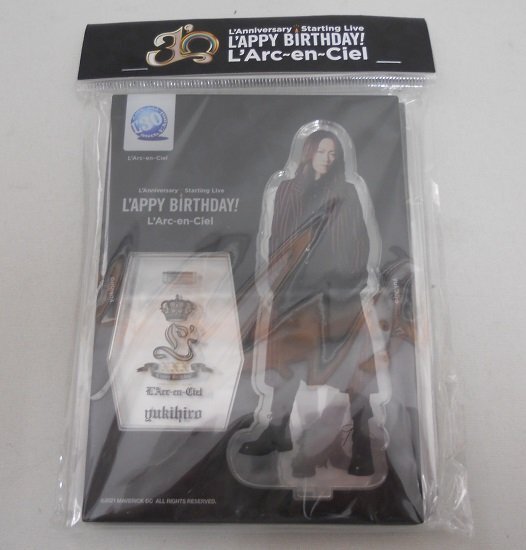 30
L'Anniversary Starting Live
L'APPY BIRTHDAY!
L'Arc~en~Ciel
30
L'Arc-en-Ciel
L'Anniversary Starting Live
L'APPY BIRTHDAY!
L'Arc~en~Ciel
L'Arc~en~Ciel
yukihiro
©2021 MAVERICK DC ALL RIGHTS RESERVED.